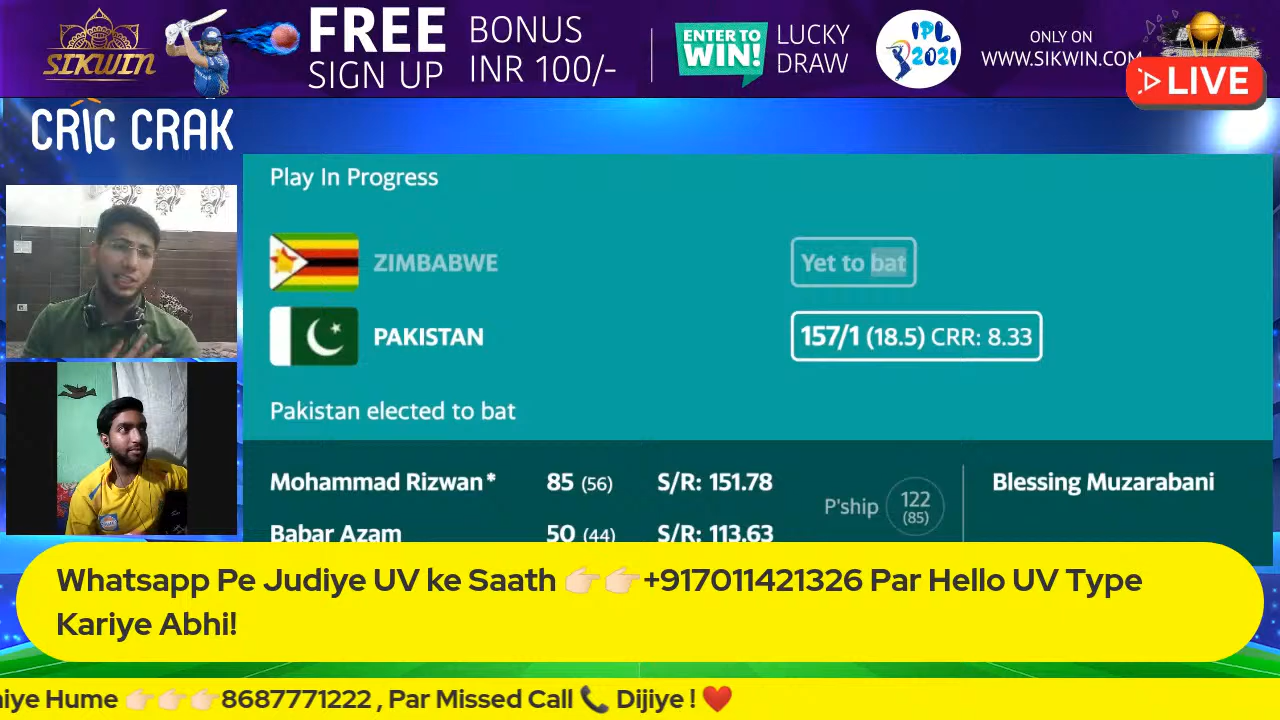 SIKWIN
FREE
SIGN UP
BONUS
INR 100/-
ENTER TO
WIN!
LUCKY
DRAW
IPL
2021
ONLY ON
WWW.SIKWIN.COM
LIVE
CRIC CRAK
Play In Progress
ZIMBABWE
Yet to bat
PAKISTAN
157/1 (18.5) CRR: 8.33
Pakistan elected to bat
Mohammad Rizwan* 85 (56) S/R: 151.78
Babar Azam 50 (44) S/R: 113.63
P'ship 122
(85)
Blessing Muzarabani
Whatsapp Pe Judiye UV ke Saath 👉🏻👉🏻+917011421326 Par Hello UV Type
Kariye Abhi!
iye Hume 👉🏻👉🏻👉🏻8687771222 , Par Missed Call 📞 Dijiye ! ❤️